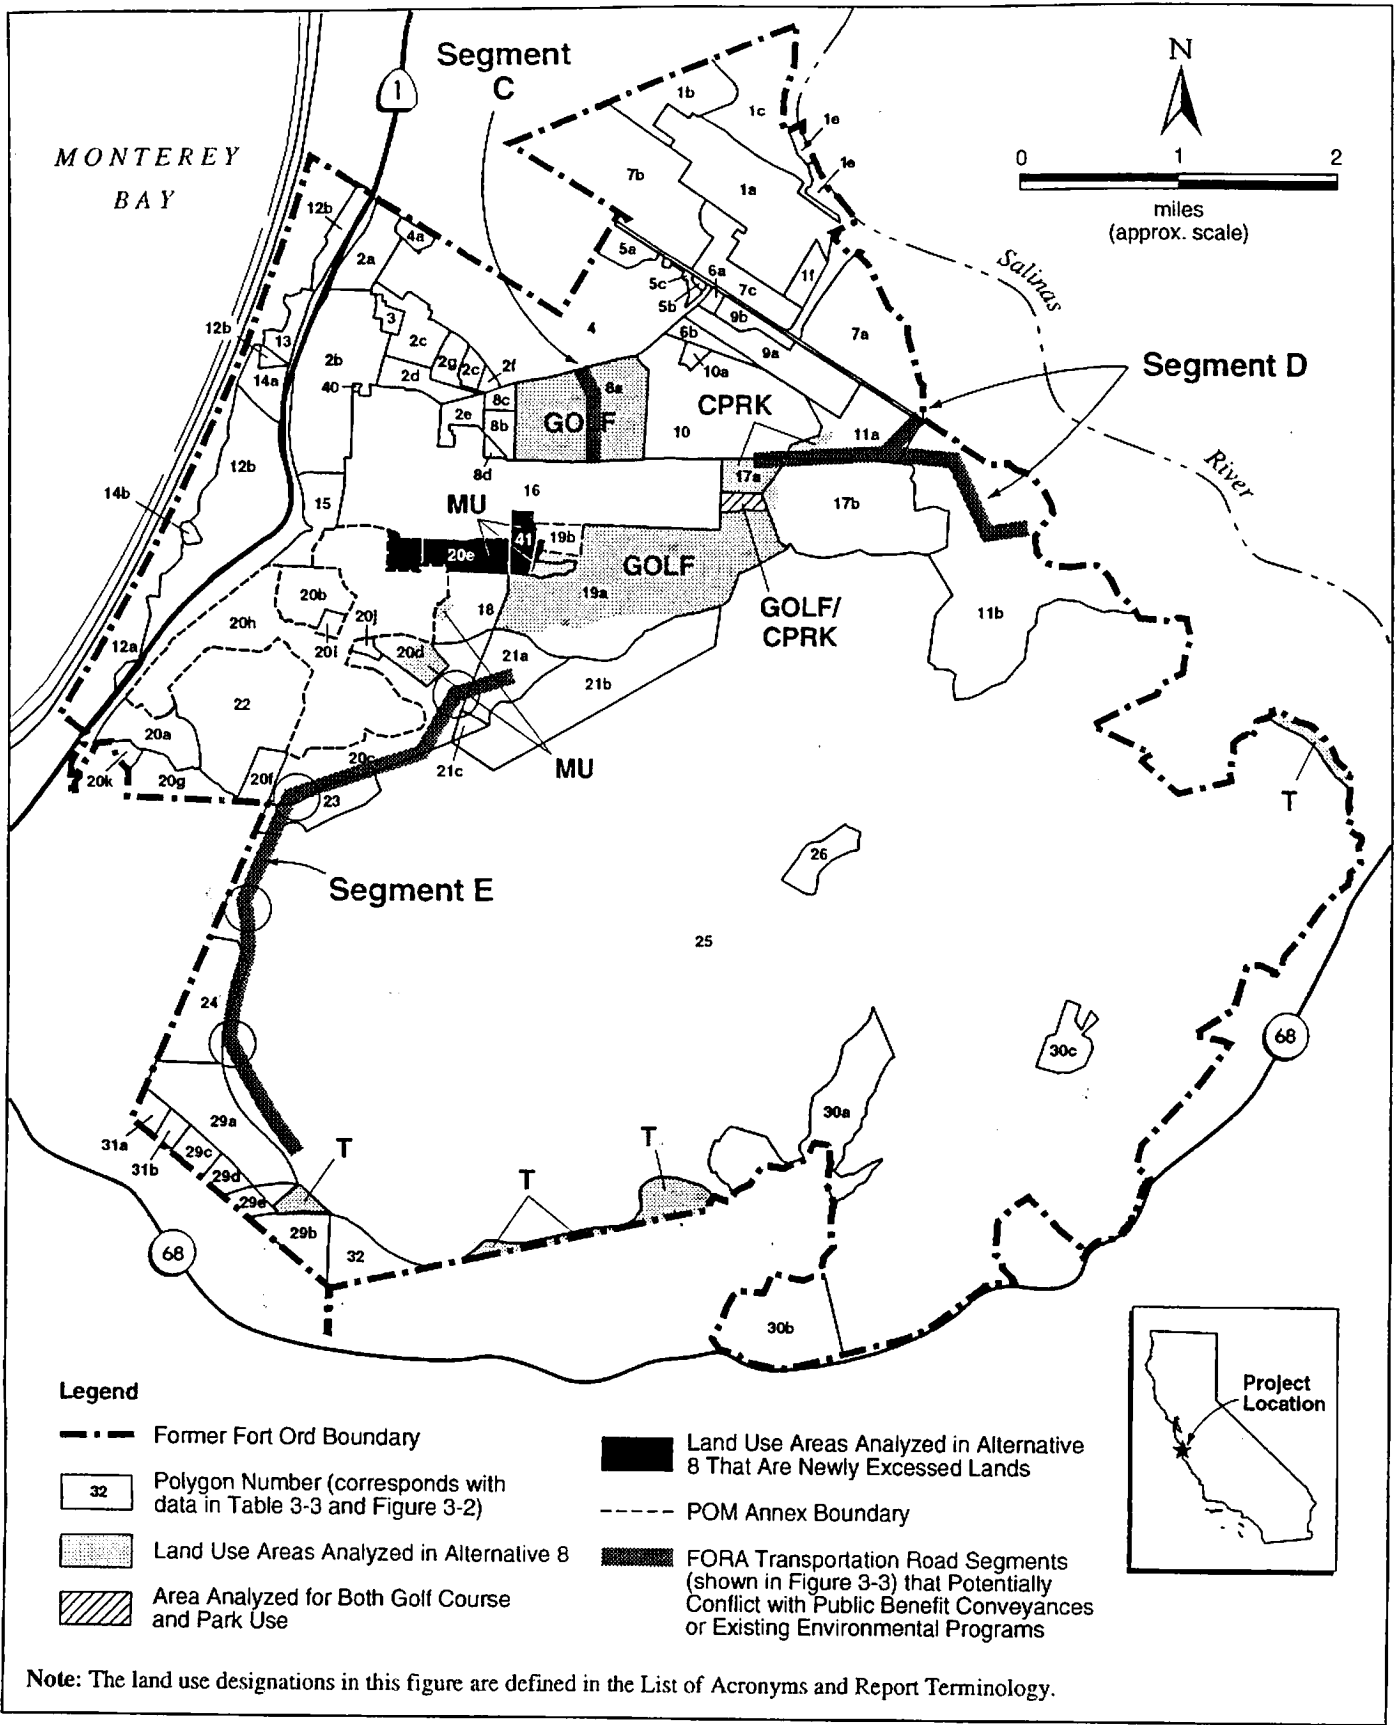 Segment
C
N
1
1b
1c
1e
MONTEREY
BAY
1e
0 1 2
7b
1a
miles
(approx. scale)
12b
4a
5a
2a
6a
1f
5c
7c
5b
Salinas
9b
12b
3
4
7a
13
2c
6b
9a
2b
2g
2c
2f
10a
Segment D
14a
2d
40
8a
CPRK
8c
2e
GOLF
8b
10
11a
River
12b
8d
17a
14b
16
15
MU
17b
41
19b
20e
GOLF
20b
19a
18
GOLF/
CPRK
20h
20j
11b
12a
20i
20d
21a
21b
22
20a
20c
21c
MU
20k
20g
20f
23
T
26
Segment E
25
24
68
30c
30a
29a
31a
T
T
31b
29c
29d
T
29e
29b
68
32
30b
Project
Location
Legend
Former Fort Ord Boundary
32
Polygon Number (corresponds with
data in Table 3-3 and Figure 3-2)
Land Use Areas Analyzed in Alternative 8
Area Analyzed for Both Golf Course
and Park Use
Land Use Areas Analyzed in Alternative
8 That Are Newly Excessed Lands
POM Annex Boundary
FORA Transportation Road Segments
(shown in Figure 3-3) that Potentially
Conflict with Public Benefit Conveyances
or Existing Environmental Programs
Note: The land use designations in this figure are defined in the List of Acronyms and Report Terminology.